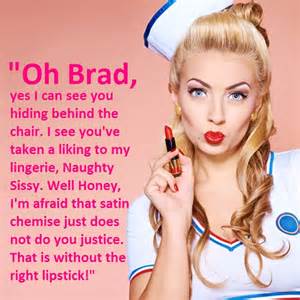 "Oh Brad,
yes I can see you
hiding behind the
chair. I see you've
taken a liking to my
lingerie, Naughty
Sissy. Well Honey,
I'm afraid that satin
chemise just does
not do you justice.
That is without the
right lipstick!"